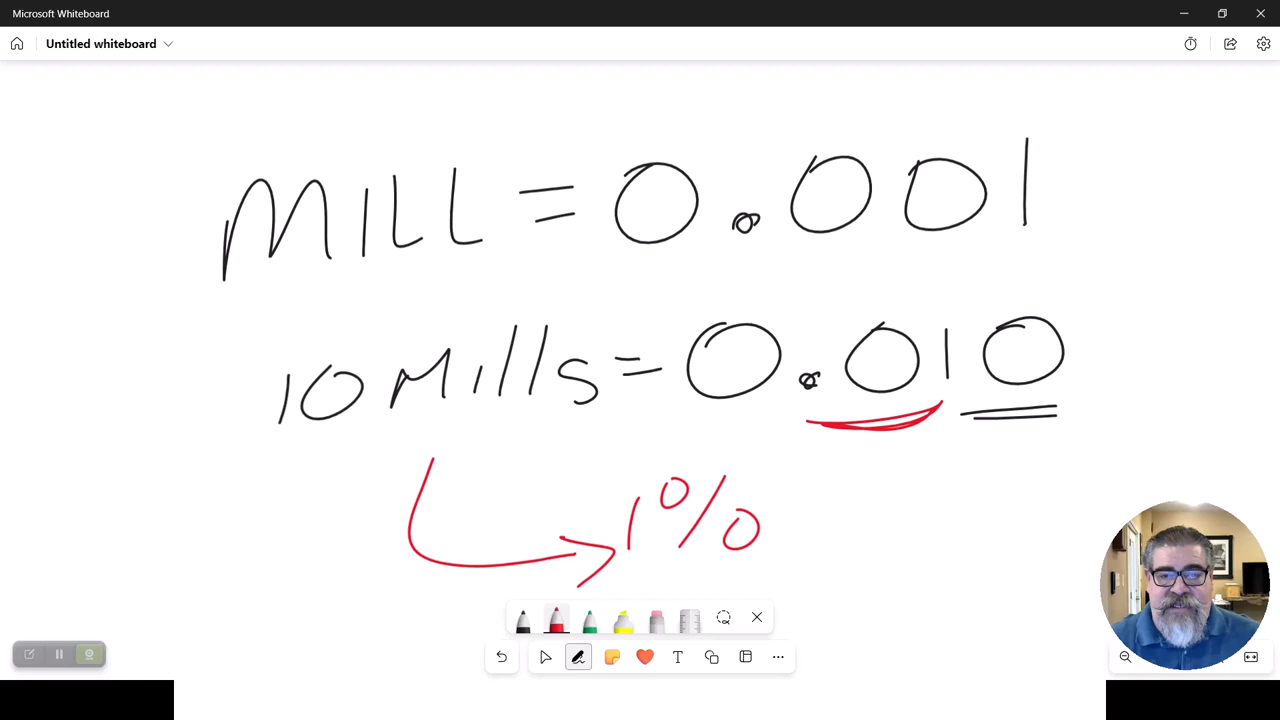 Microsoft Whiteboard
Untitled whiteboard
MILL = 0.001
10 Mills = 0.010
1%